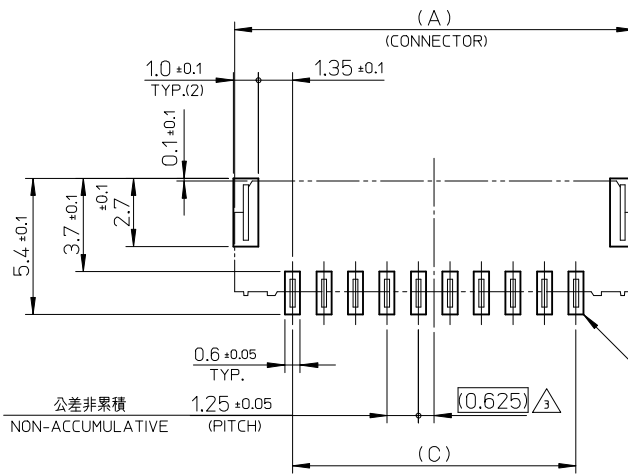 (A)
(CONNECTOR)
1.0 ±0.1
TYP.(2)
1.35 ±0.1
0.1±0.1
5.4 ±0.1
3.7 ±0.1
2.7 ±0.1
0.6 ±0.05
TYP.
公差非累積
NON-ACCUMULATIVE
1.25 ±0.05
(PITCH)
(0.625) 3
(C)